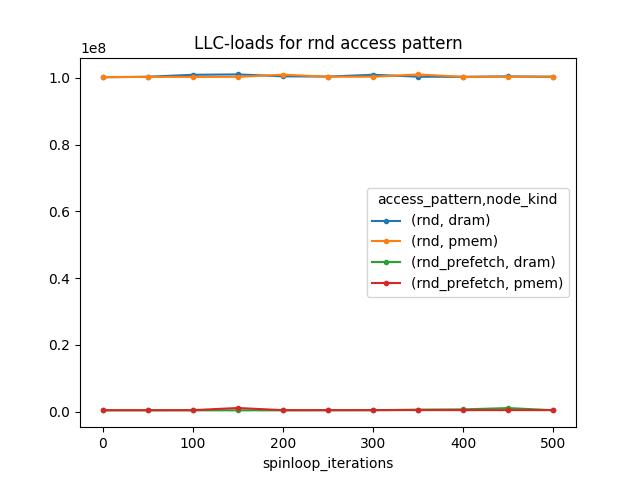 LLC-loads for rnd access pattern
1e8
1.0
0.8
0.6
0.4
0.2
0.0
access_pattern,node_kind
(rnd, dram)
(rnd, pmem)
(rnd_prefetch, dram)
(rnd_prefetch, pmem)
0 100 200 300 400 500
spinloop_iterations